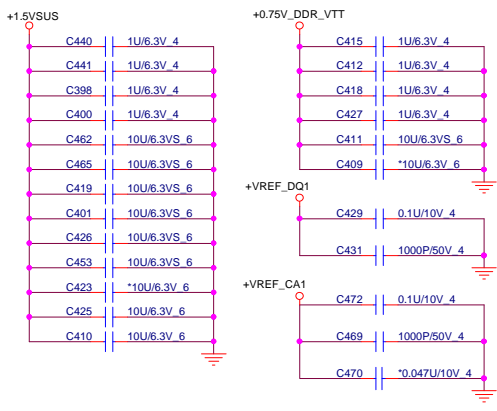 +1.5VSUS
C440 1U/6.3V_4
C441 1U/6.3V_4
C398 1U/6.3V_4
C400 1U/6.3V_4
C462 10U/6.3VS_6
C465 10U/6.3VS_6
C419 10U/6.3VS_6
C401 10U/6.3VS_6
C426 10U/6.3VS_6
C453 10U/6.3VS_6
C423 *10U/6.3V_6
C425 10U/6.3V_6
C410 10U/6.3V_6
+0.75V_DDR_VTT
C415 1U/6.3V_4
C412 1U/6.3V_4
C418 1U/6.3V_4
C427 1U/6.3V_4
C411 10U/6.3VS_6
C409 *10U/6.3V_6
+VREF_DQ1
C429 0.1U/10V_4
C431 1000P/50V_4
+VREF_CA1
C472 0.1U/10V_4
C469 1000P/50V_4
C470 *0.047U/10V_4